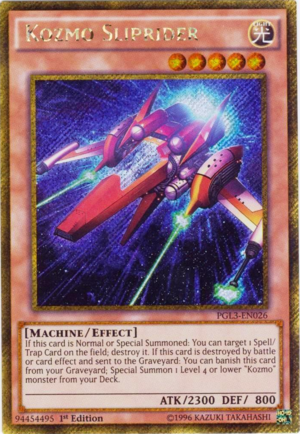 KOZMO SLIPRIDER
光
PGL3-EN026
[MACHINE/EFFECT]
If this card is Normal or Special Summoned: You can target 1 Spell/
Trap Card on the field; destroy it. If this card is destroyed by battle
or card effect and sent to the Graveyard: You can banish this card
from your Graveyard; Special Summon 1 Level 4 or lower "Kozmo"
monster from your Deck.
ATK/2300 DEF/ 800
94454495 1st Edition ©1996 KAZUKI TAKAHASHI